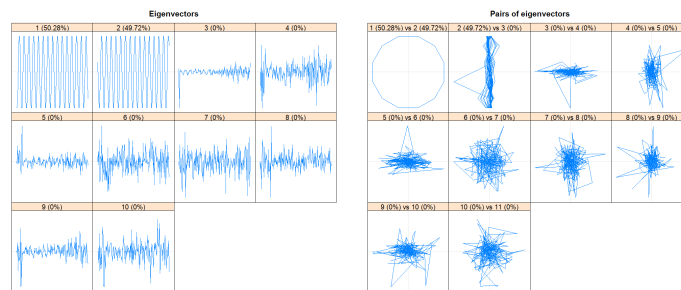 Eigenvectors
1 (50.28%) 2 (49.72%) 3 (0%) 4 (0%)
5 (0%) 6 (0%) 7 (0%) 8 (0%)
9 (0%) 10 (0%)
Pairs of eigenvectors
1 (50.28%) vs 2 (49.72%) 2 (49.72%) vs 3 (0%) 3 (0%) vs 4 (0%) 4 (0%) vs 5 (0%)
5 (0%) vs 6 (0%) 6 (0%) vs 7 (0%) 7 (0%) vs 8 (0%) 8 (0%) vs 9 (0%)
9 (0%) vs 10 (0%) 10 (0%) vs 11 (0%)